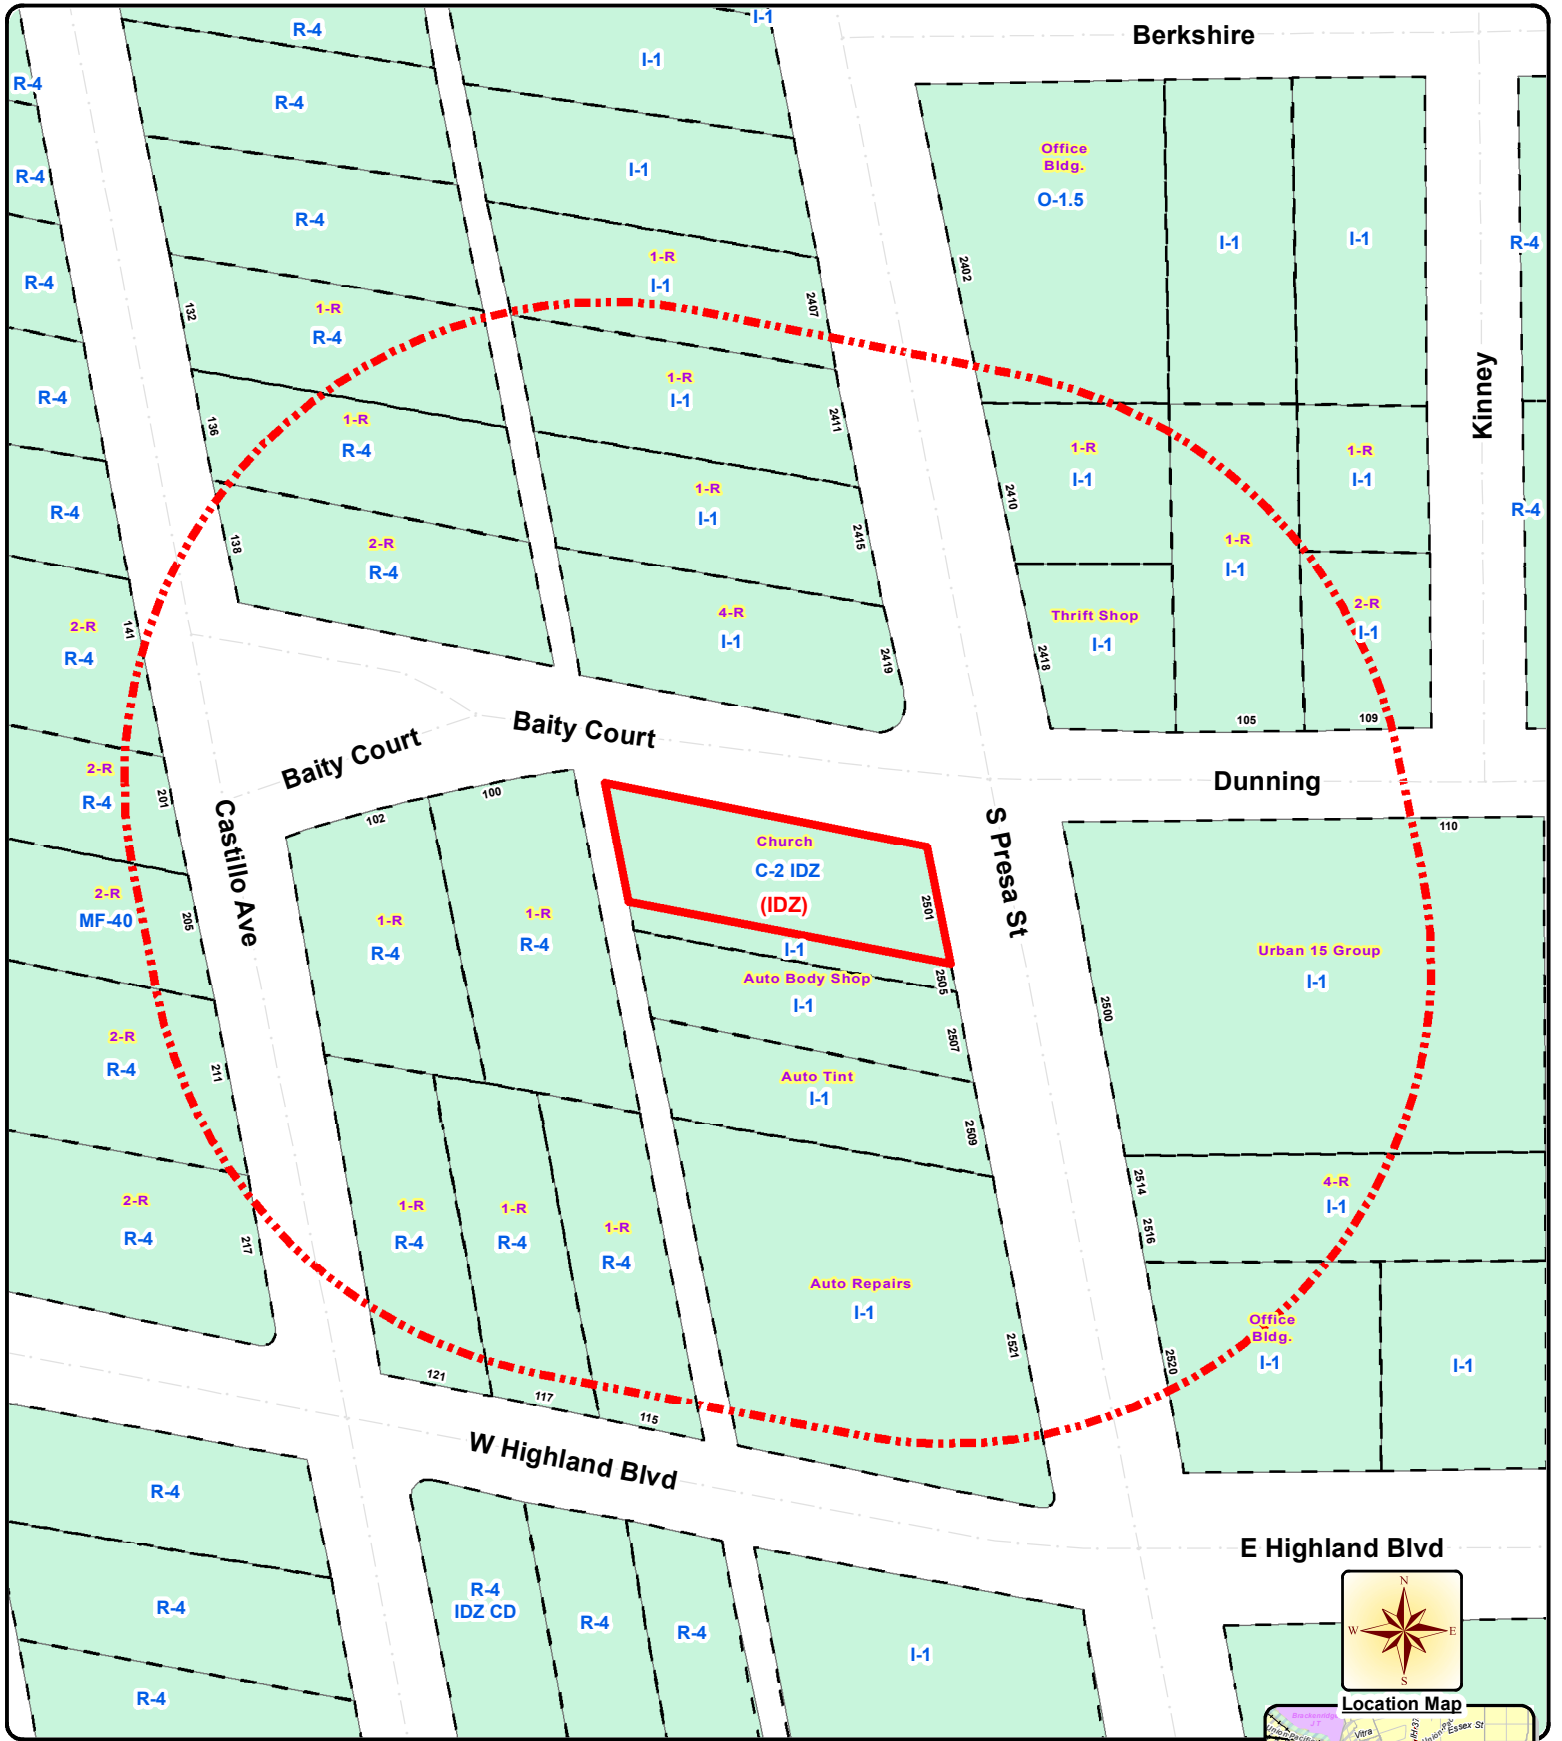 Berkshire
R-4
I-1
I-1
R-4
R-4
R-4
I-1
R-4
R-4
R-4
Office
Bldg.
O-1.5
I-1
I-1
R-4
1-R
I-1
2407
2402
132
1-R
R-4
Kinney
R-4
136
1-R
R-4
1-R
I-1
2411
1-R
I-1
2410
1-R
I-1
R-4
R-4
138
2-R
R-4
1-R
I-1
2415
1-R
I-1
2-R
I-1
2-R
R-4
141
4-R
I-1
2419
Thrift Shop
I-1
2418
105
109
Baity Court
Baity Court
Dunning
2-R
R-4
201
Castillo Ave
102
100
Church
C-2 IDZ
(IDZ)
2501
S Presa St
110
2-R
MF-40
205
1-R
R-4
1-R
R-4
I-1
2505
Auto Body Shop
I-1
2507
Urban 15 Group
I-1
2500
2-R
R-4
211
Auto Tint
I-1
2509
2-R
R-4
217
1-R
R-4
1-R
R-4
1-R
R-4
2514
4-R
I-1
2516
Auto Repairs
I-1
2521
Office
Bldg.
I-1
2520
I-1
121
117
115
W Highland Blvd
R-4
E Highland Blvd
R-4
R-4
IDZ CD
R-4
R-4
I-1
R-4
N
W
E
S
Location Map
Vitra
Essex St